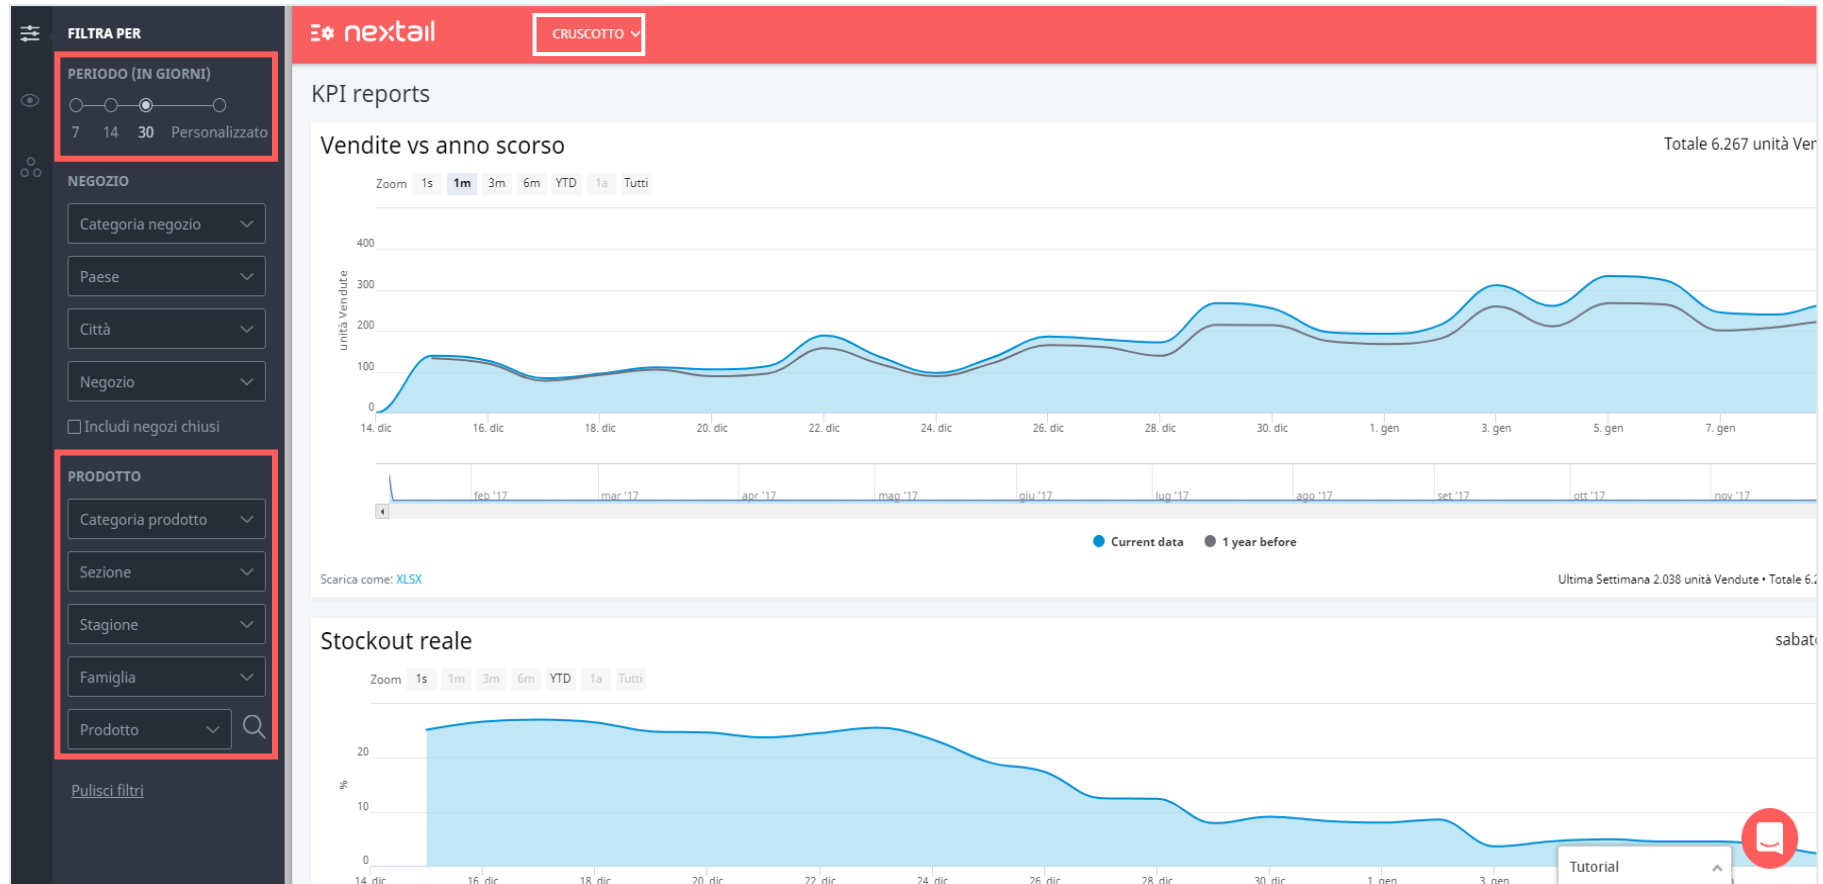 FILTRA PER
PERIODO (IN GIORNI)
7 14 30 Personalizzato
NEGOZIO
Categoria negozio
Paese
Città
Negozio
Includi negozi chiusi
PRODOTTO
Categoria prodotto
Sezione
Stagione
Famiglia
Prodotto
Pulisci filtri
nextail
CRUSCOTTO
KPI reports
Vendite vs anno scorso
Totale 6.267 unità Ven
Zoom 1s 1m 3m 6m YTD 1a Tutti
400
300
200
100
0
unità Vendute
14. dic 16. dic 18. dic 20. dic 22. dic 24. dic 26. dic 28. dic 30. dic 1. gen 3. gen 5. gen 7. gen
feb '17 mar '17 apr '17 mag '17 giu '17 lug '17 ago '17 set '17 ott '17 nov '17
Current data 1 year before
Scarica come: XLSX
Ultima Settimana 2.038 unità Vendute • Totale 6.2
Stockout reale
sabato
Zoom 1s 1m 3m 6m YTD 1a Tutti
20
10
0
%
14. dic 16. dic 18. dic 20. dic 22. dic 24. dic 26. dic 28. dic 30. dic 1. gen 3. gen
Tutorial